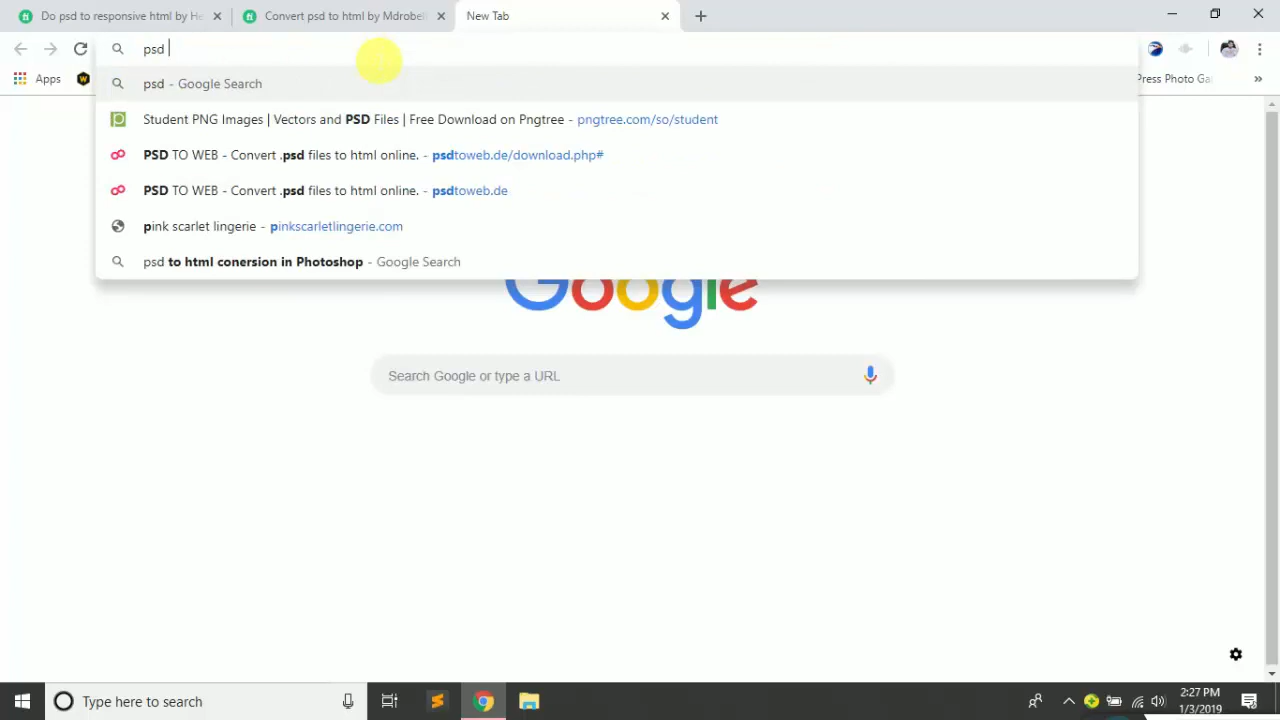 Do psd to responsive html by He
Convert psd to html by Mdrobel
New Tab
psd
Apps
Press Photo Ga
psd - Google Search
Student PNG Images | Vectors and PSD Files | Free Download on Pngtree - pngtree.com/so/student
PSD TO WEB - Convert .psd files to html online. - psdtoweb.de/download.php#
PSD TO WEB - Convert .psd files to html online. - psdtoweb.de
pink scarlet lingerie - pinkscarletlingerie.com
psd to html conersion in Photoshop - Google Search
Google
Search Google or type a URL
Type here to search
2:27 PM
1/3/2019